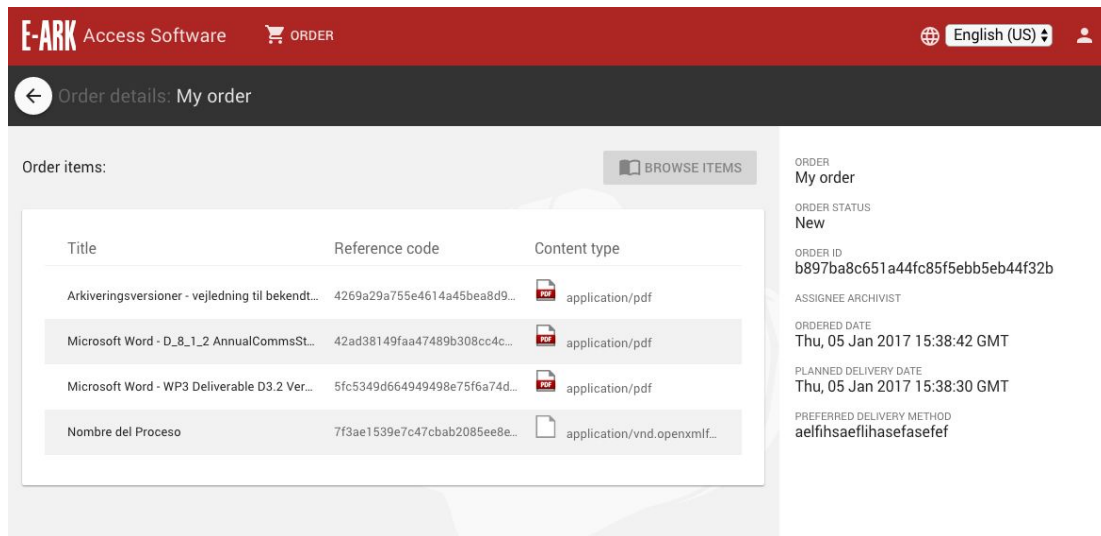 E-ARK Access Software ORDER English (US)
Order details: My order
Order items: BROWSE ITEMS
Title Reference code Content type
Arkiveringsversioner - vejledning til bekendt... 4269a29a755e4614a45bea8d9... PDF application/pdf
Microsoft Word - D_8_1_2 AnnualCommsSt... 42ad38149faa47489b308cc4c... PDF application/pdf
Microsoft Word - WP3 Deliverable D3.2 Ver... 5fc5349d664949498e75f6a74d... PDF application/pdf
Nombre del Proceso 7f3ae1539e7c47cbab2085ee8e... application/vnd.openxmlf...
ORDER
My order
ORDER STATUS
New
ORDER ID
b897ba8c651a44fc85f5ebb5eb44f32b
ASSIGNEE ARCHIVIST
ORDERED DATE
Thu, 05 Jan 2017 15:38:42 GMT
PLANNED DELIVERY DATE
Thu, 05 Jan 2017 15:38:30 GMT
PREFERRED DELIVERY METHOD
aelfihsaeflihasefasefef